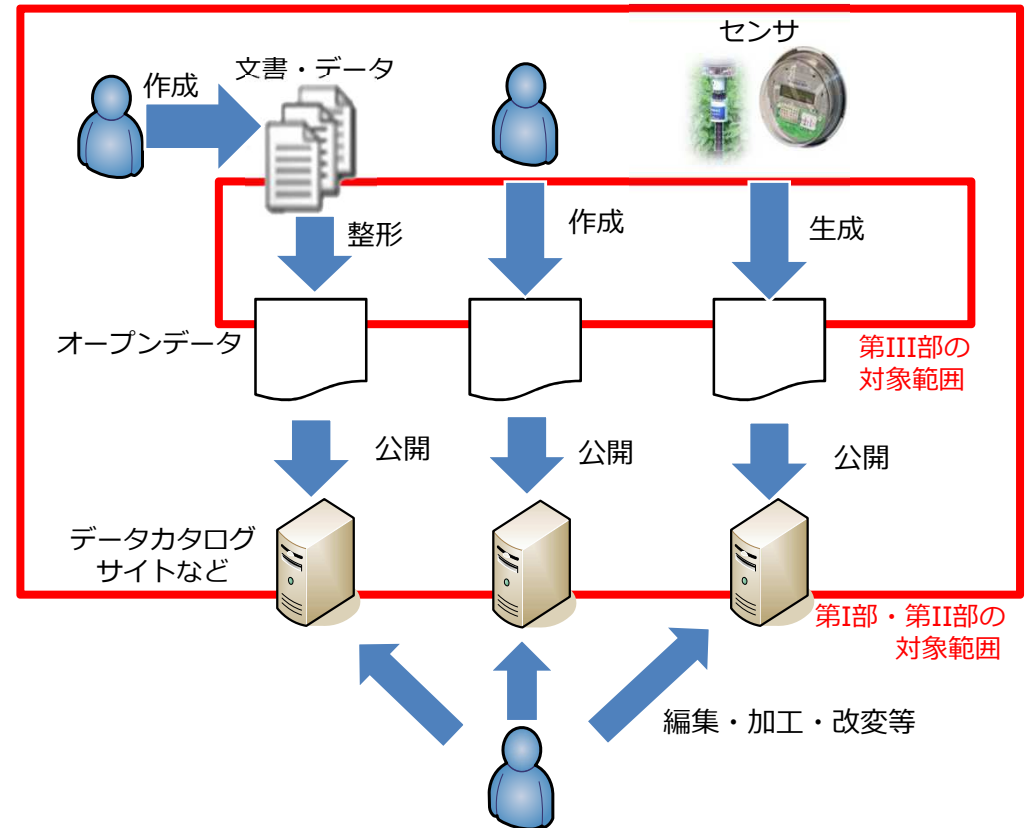 センサ
文書・データ
作成
整形
作成
生成
オープンデータ
第III部の
対象範囲
公開
公開
公開
データカタログ
サイトなど
第I部・第II部の
対象範囲
編集・加工・改変等